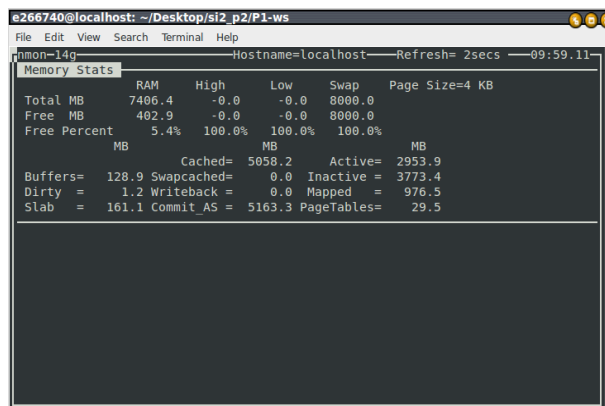 e266740@localhost: ~/Desktop/si2_p2/P1-ws
File Edit View Search Terminal Help
nmon-14g Hostname=localhost Refresh= 2secs 09:59.11
Memory Stats
RAM High Low Swap Page Size=4 KB
Total MB 7406.4 -0.0 -0.0 8000.0
Free MB 402.9 -0.0 -0.0 8000.0
Free Percent 5.4% 100.0% 100.0% 100.0%
MB MB MB
Cached= 5058.2 Active= 2953.9
Buffers= 128.9 Swapcached= 0.0 Inactive = 3773.4
Dirty = 1.2 Writeback = 0.0 Mapped = 976.5
Slab = 161.1 Commit_AS = 5163.3 PageTables= 29.5